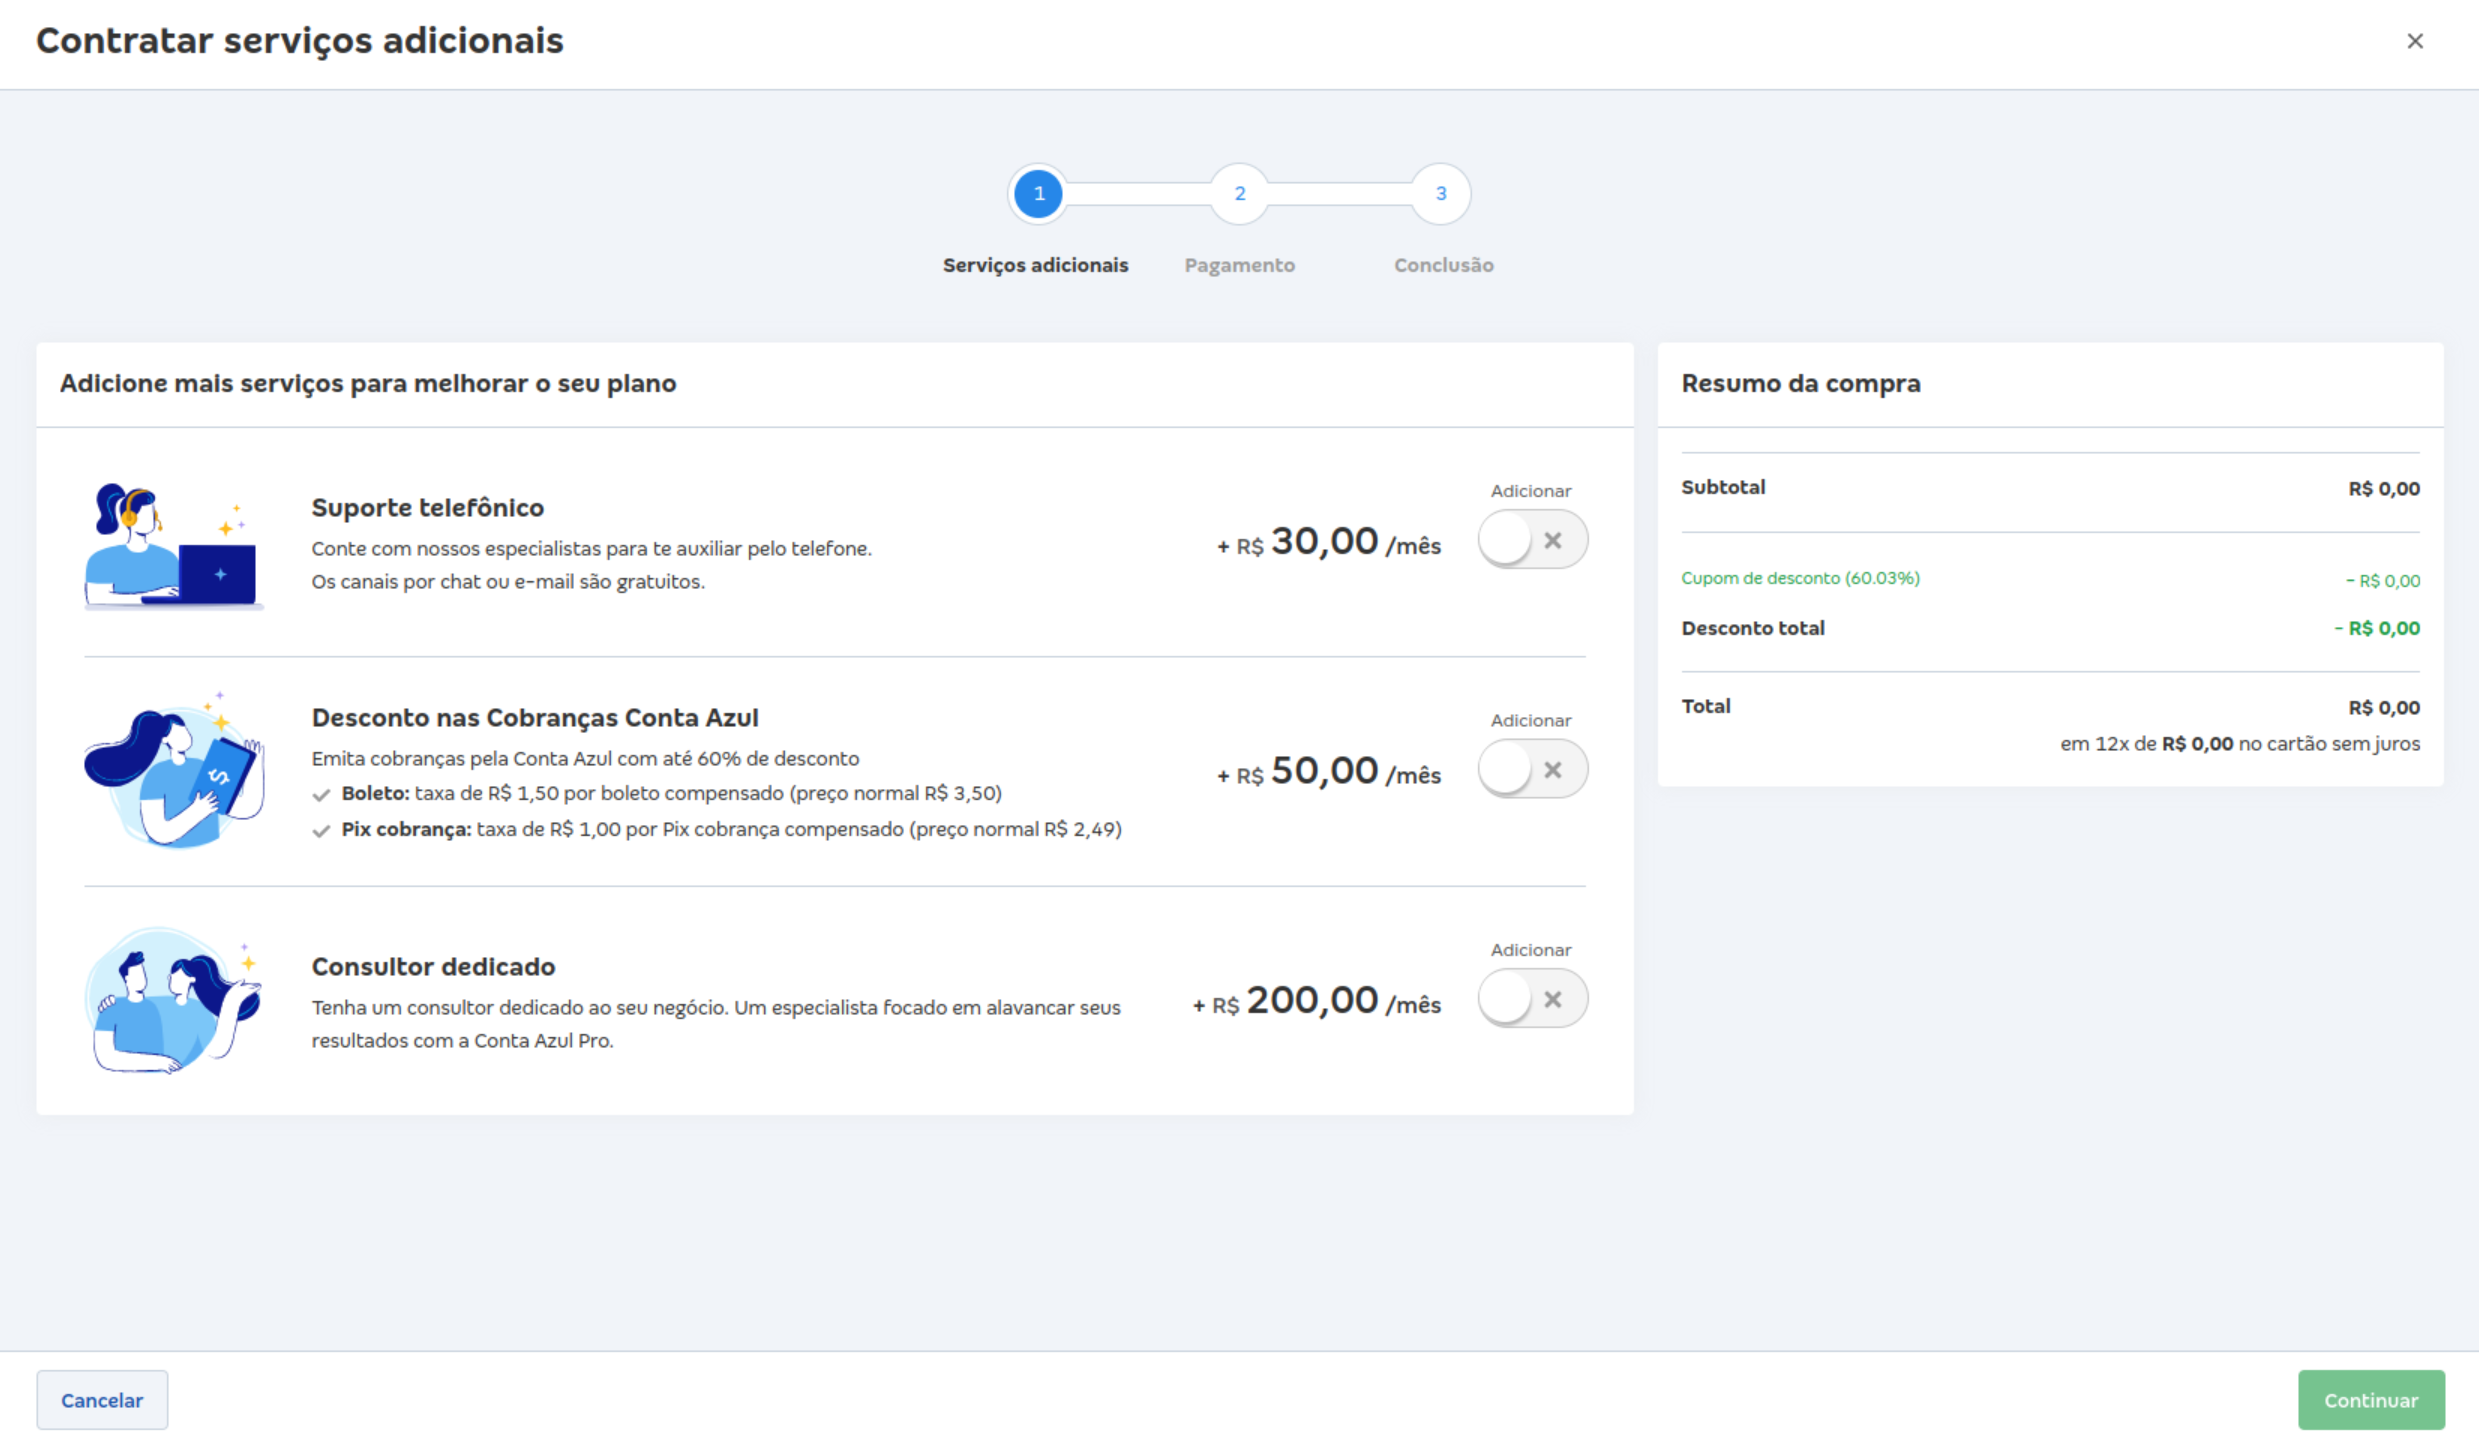 Contratar serviços adicionais
1
2
3
Serviços adicionais
Pagamento
Conclusão
Adicione mais serviços para melhorar o seu plano
Suporte telefônico
Conte com nossos especialistas para te auxiliar pelo telefone.
Os canais por chat ou e-mail são gratuitos.
+ R$ 30,00 /mês
Adicionar
Desconto nas Cobranças Conta Azul
Emita cobranças pela Conta Azul com até 60% de desconto
Boleto: taxa de R$ 1,50 por boleto compensado (preço normal R$ 3,50)
Pix cobrança: taxa de R$ 1,00 por Pix cobrança compensado (preço normal R$ 2,49)
+ R$ 50,00 /mês
Adicionar
$
Consultor dedicado
Tenha um consultor dedicado ao seu negócio. Um especialista focado em alavancar seus
resultados com a Conta Azul Pro.
+ R$ 200,00 /mês
Adicionar
Resumo da compra
Subtotal R$ 0,00
Cupom de desconto (60.03%) - R$ 0,00
Desconto total - R$ 0,00
Total R$ 0,00
em 12x de R$ 0,00 no cartão sem juros
Cancelar
Continuar